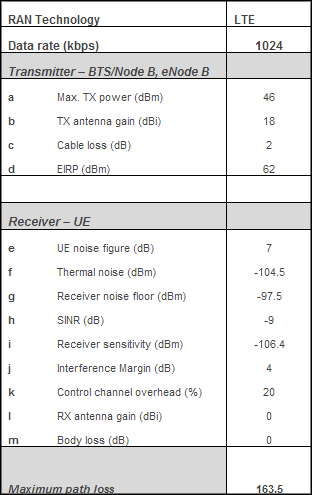 RAN Technology LTE
Data rate (kbps) 1024
Transmitter – BTS/Node B, eNode B
a Max. TX power (dBm) 46
b TX antenna gain (dBi) 18
c Cable loss (dB) 2
d EIRP (dBm) 62
Receiver – UE
e UE noise figure (dB) 7
f Thermal noise (dBm) -104.5
g Receiver noise floor (dBm) -97.5
h SINR (dB) -9
i Receiver sensitivity (dBm) -106.4
j Interference Margin (dB) 4
k Control channel overhead (%) 20
l RX antenna gain (dBi) 0
m Body loss (dB) 0
Maximum path loss 163.5